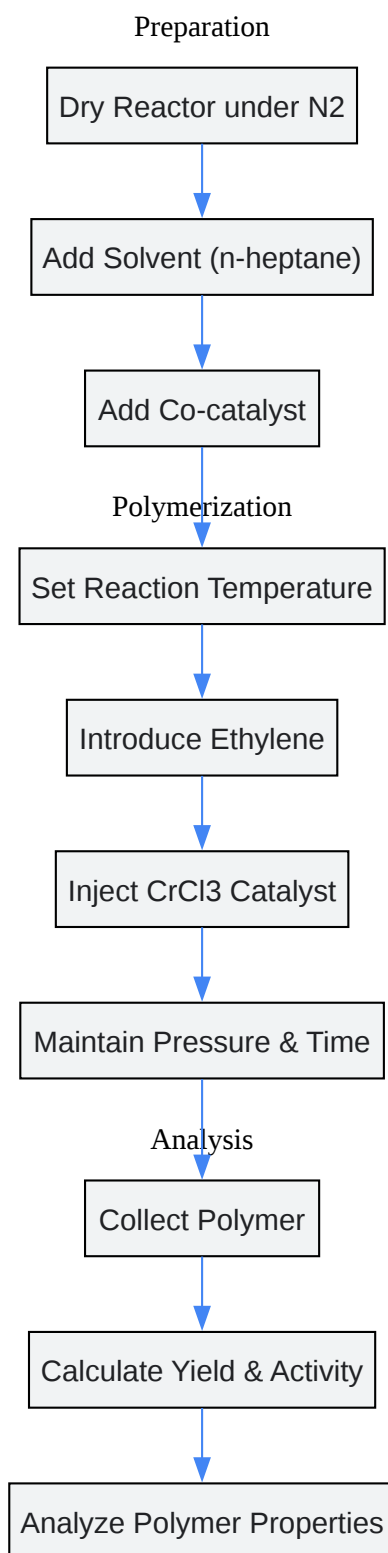 Preparation
Dry Reactor under N2
Add Solvent (n-heptane)
Add Co-catalyst
Polymerization
Set Reaction Temperature
Introduce Ethylene
Inject CrCl3 Catalyst
Maintain Pressure & Time
Analysis
Collect Polymer
Calculate Yield & Activity
Analyze Polymer Properties